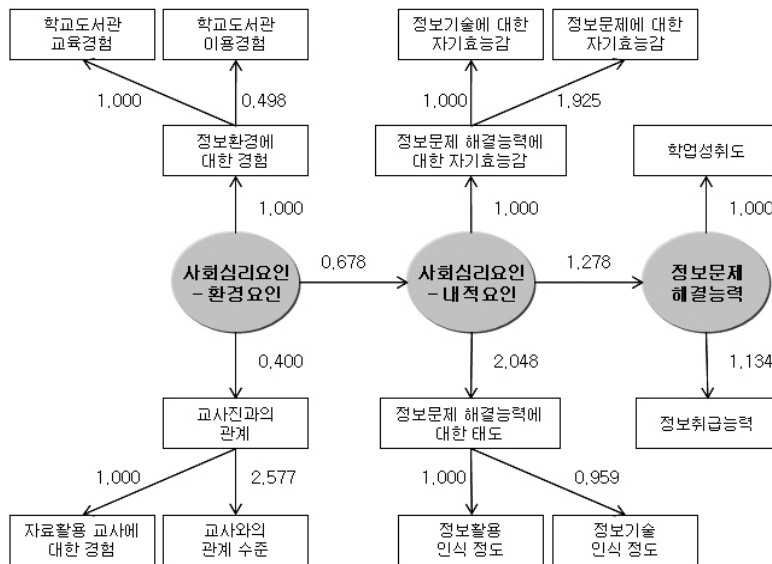 학교도서관
교육경험
학교도서관
이용경험
정보기술에 대한
자기효능감
정보문제에 대한
자기효능감
1,000
0,498
1,000
1,925
정보환경에
대한 경험
정보문제 해결능력에
대한 자기효능감
학업성취도
1,000
1,000
1,000
사회심리요인
- 환경요인
0,678
사회심리요인
- 내적요인
1,278
정보문제
해결능력
0,400
2,048
1,134
교사진과의
관계
정보문제 해결능력에
대한 태도
정보취급능력
1,000
2,577
1,000
0,959
자료활용 교사에
대한 경험
교사와의
관계 수준
정보활용
인식 정도
정보기술
인식 정도